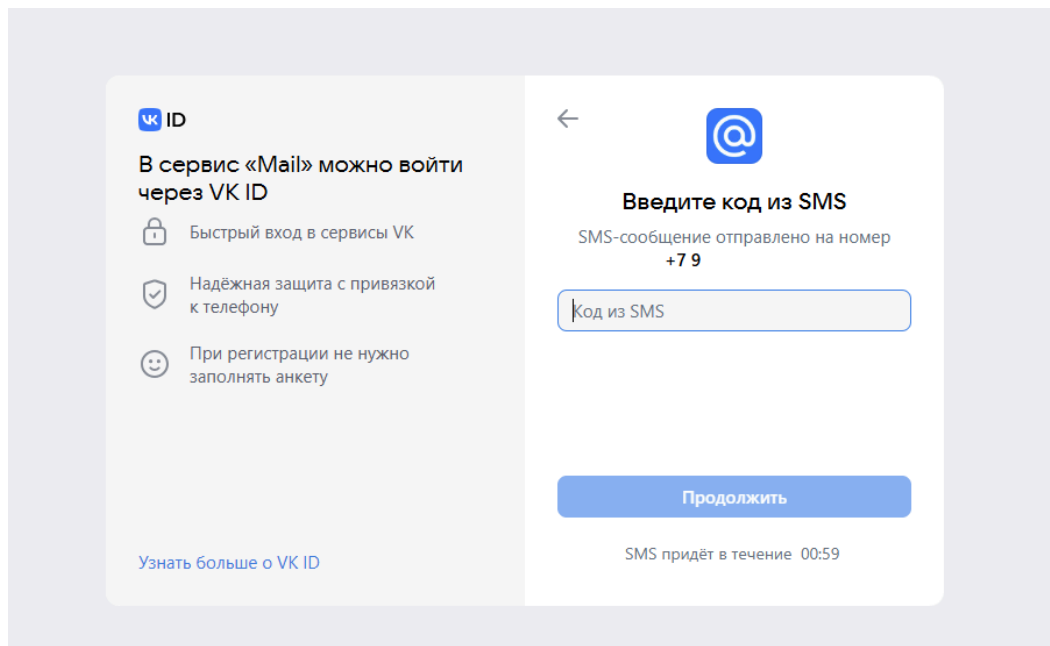 VK ID
В сервис «Mail» можно войти
через VK ID
Быстрый вход в сервисы VK
Надёжная защита с привязкой
к телефону
При регистрации не нужно
заполнять анкету
Узнать больше о VK ID
Введите код из SMS
SMS-сообщение отправлено на номер
+7 9
Код из SMS
Продолжить
SMS придёт в течение 00:59